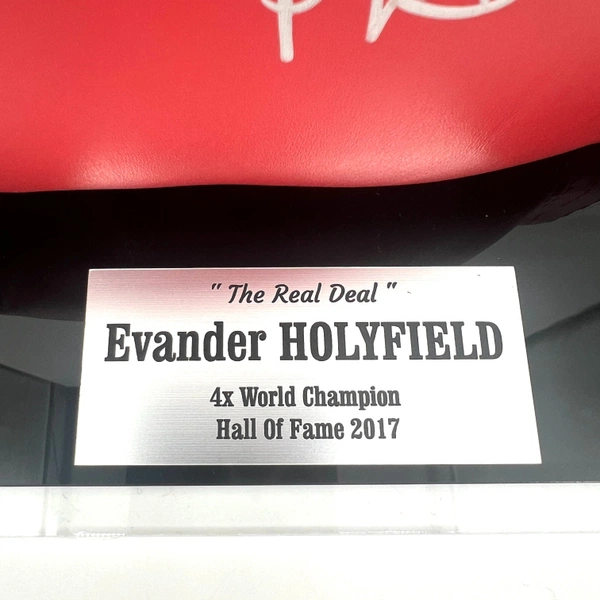 " The Real Deal "
Evander HOLYFIELD
4x World Champion
Hall Of Fame 2017